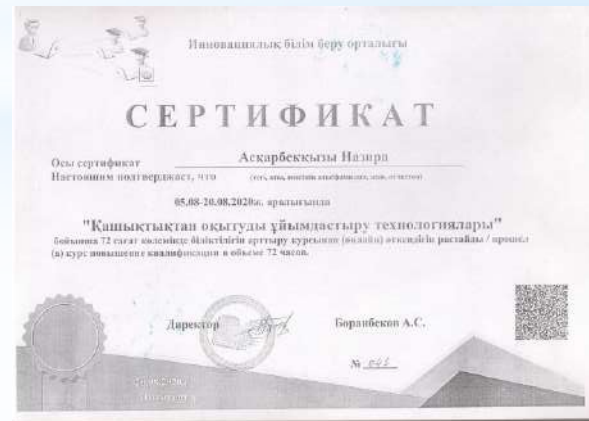 Инновациялық білім беру орталығы
СЕРТИФИКАТ
Осы сертификат
Асқарбекқызы Назира
Настоящим подтверждает, что
05.08-20.08.2020ж. аралығында
"Қашықтықтан оқытуды ұйымдастыру технологиялары"
бойынша 72 сағат көлемінде біліктілігін арттыру курсынан (онлайн) өткендігін растайды / прошел
(а) курс повышение квалификации в объеме 72 часов.
Директор
Боранбеков А.С.
№ 045